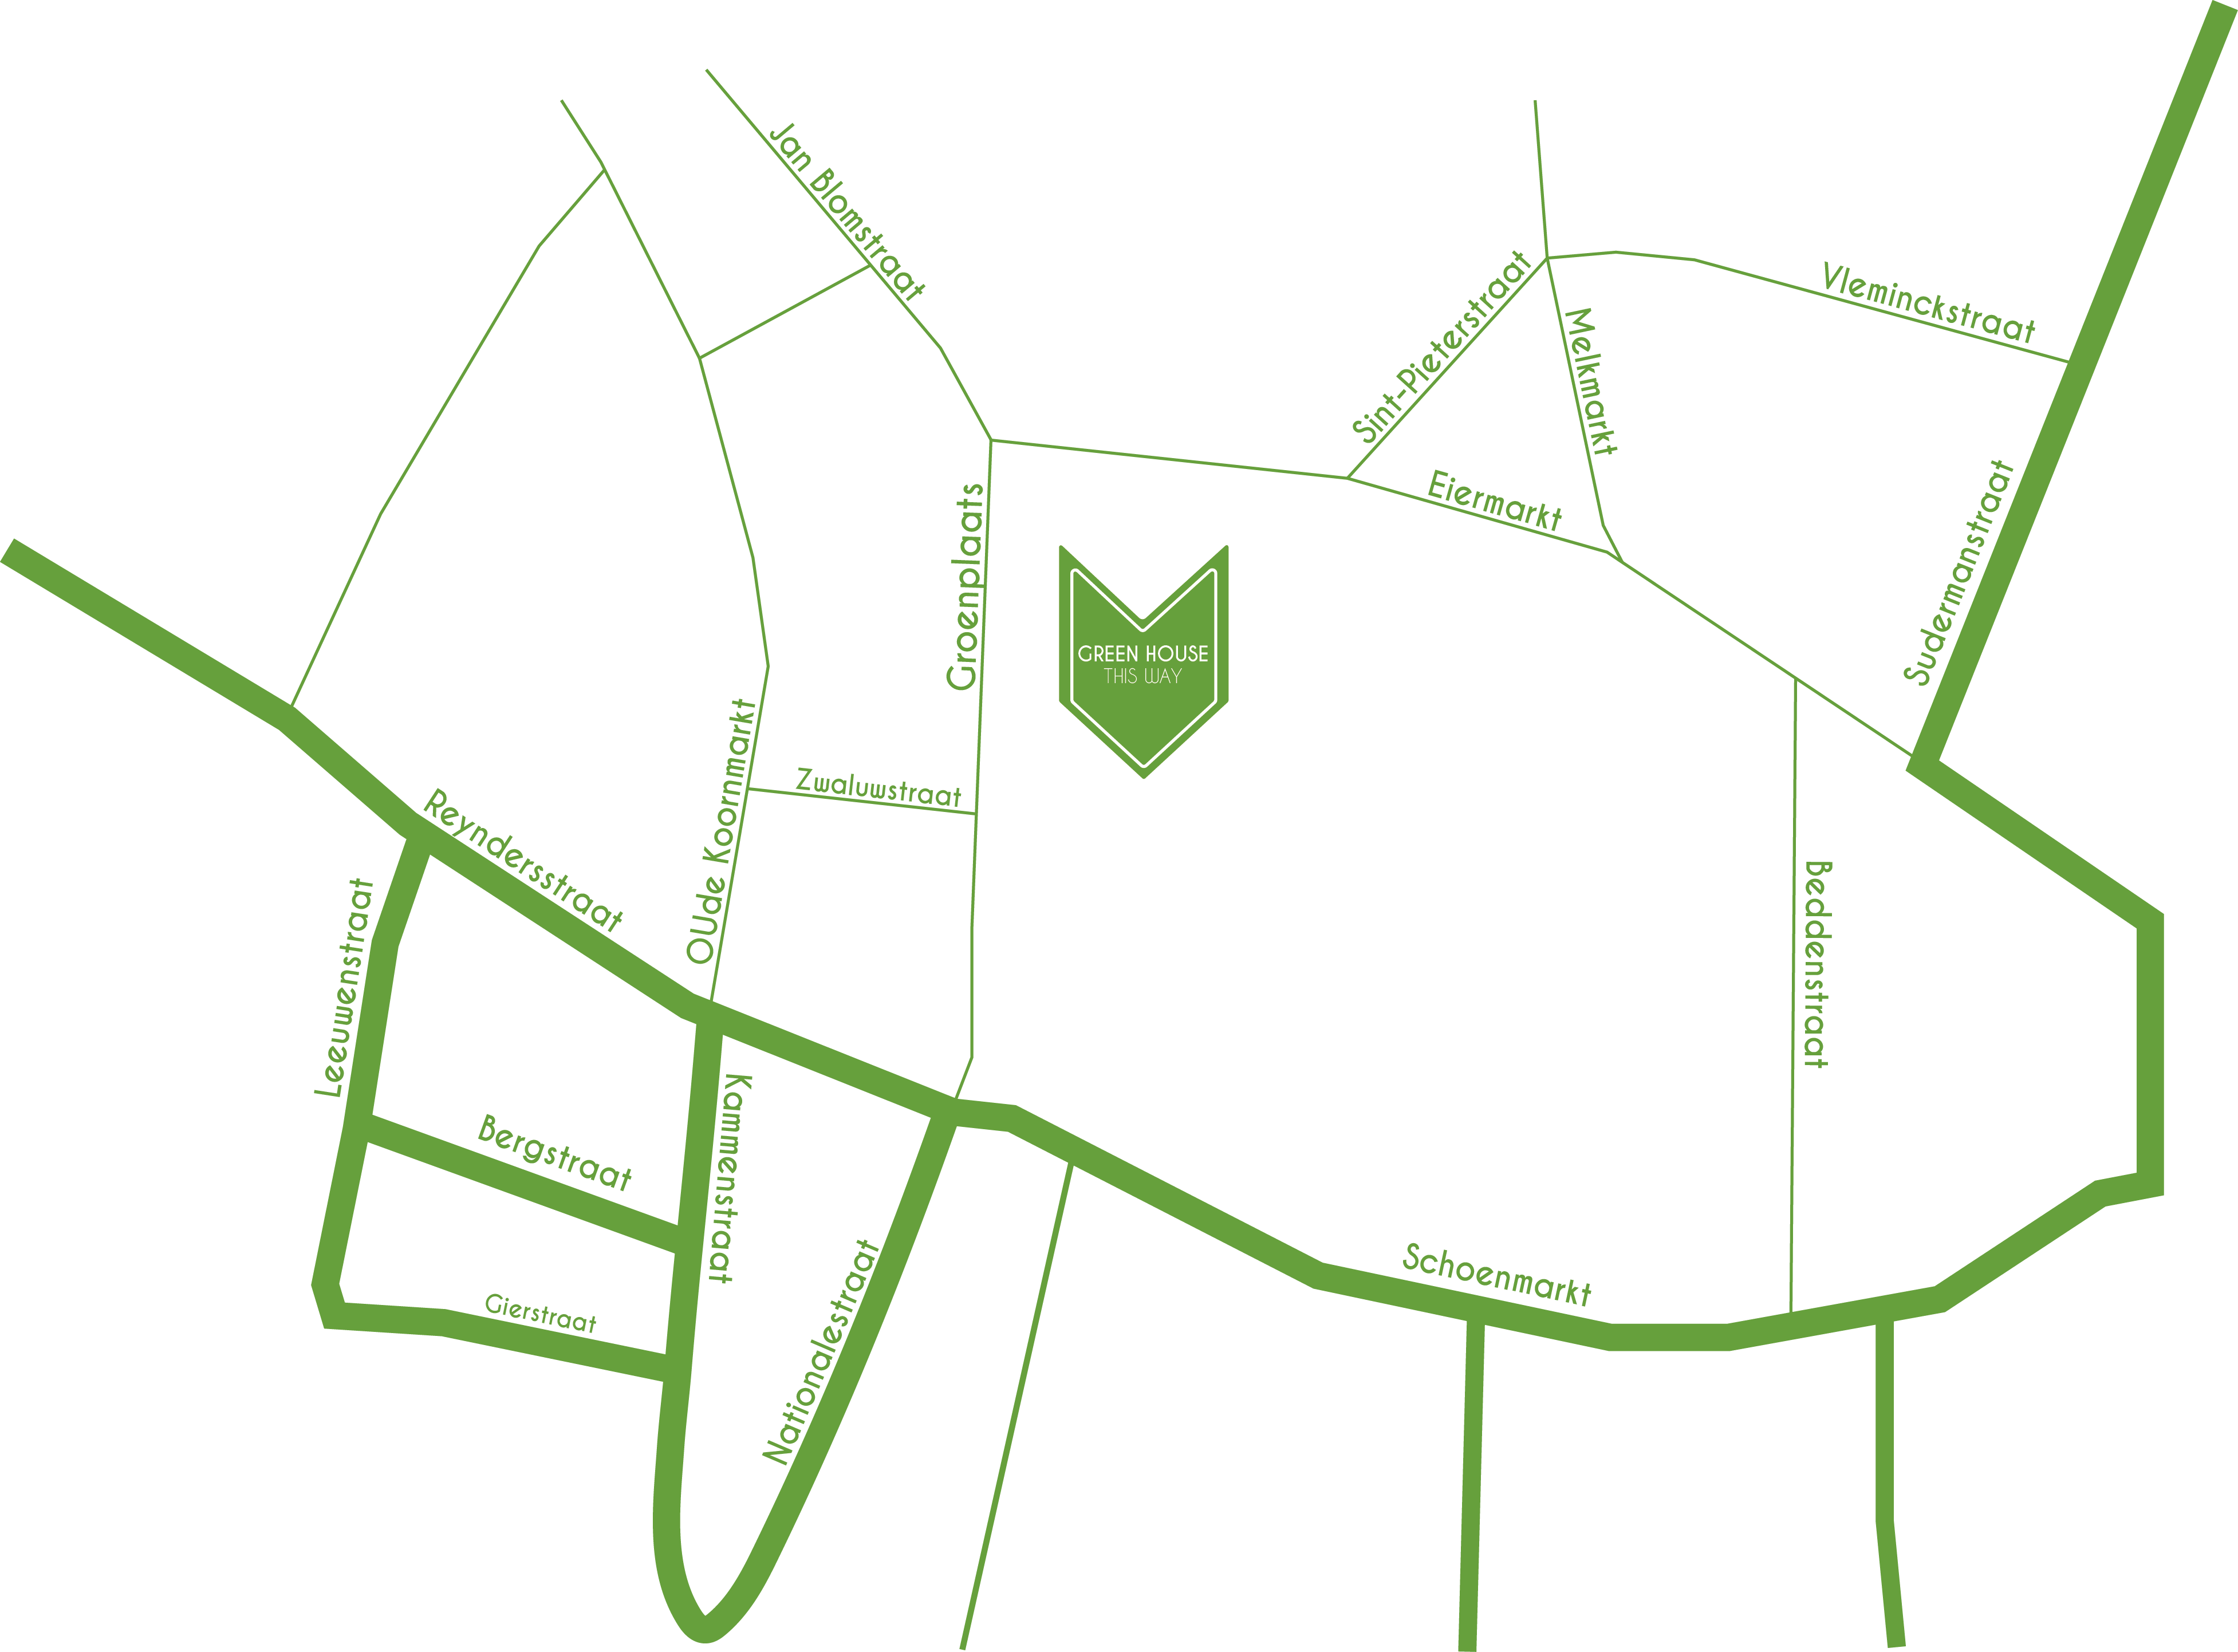 Jan Blomstraat
Sint-Pieterstraat
Vleminckstraat
Melkmarkt
Eiermarkt
Groenplaats
Sudermanstraat
GREEN HOUSE
THIS WAY
Oude Koornmarkt
Zwaluwstraat
Reyndersstraat
Leeuwenstraat
Beddenstraat
Kammenstraat
Bergstraat
Gierstraat
Nationalestraat
Schoenmarkt